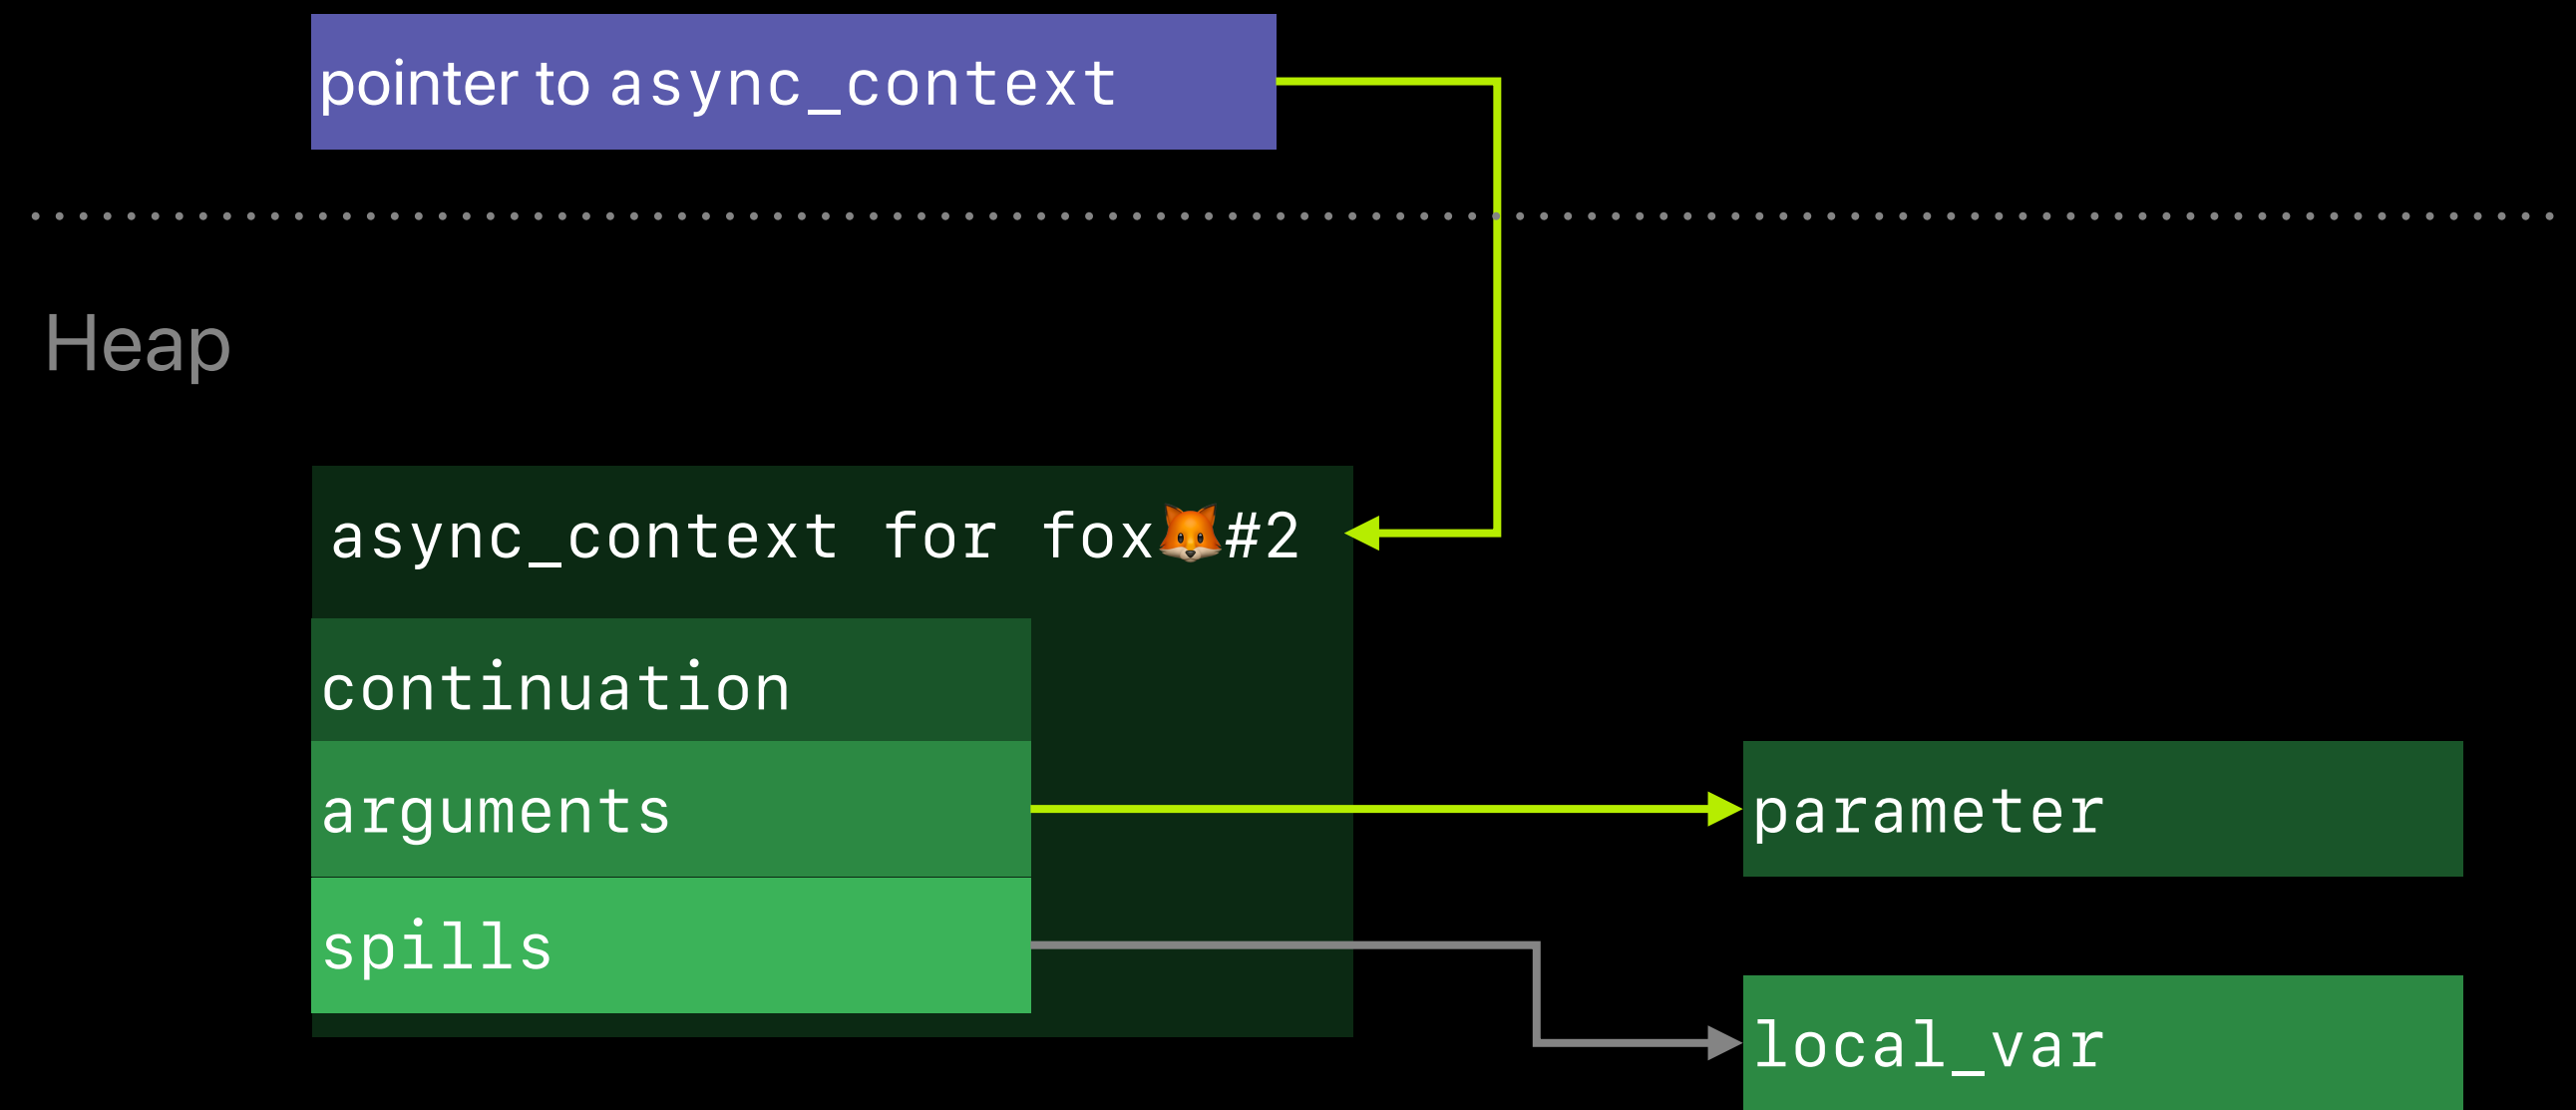 pointer to async_context
Heap
async_context for fox🦊#2
continuation
arguments
parameter
spills
local_var